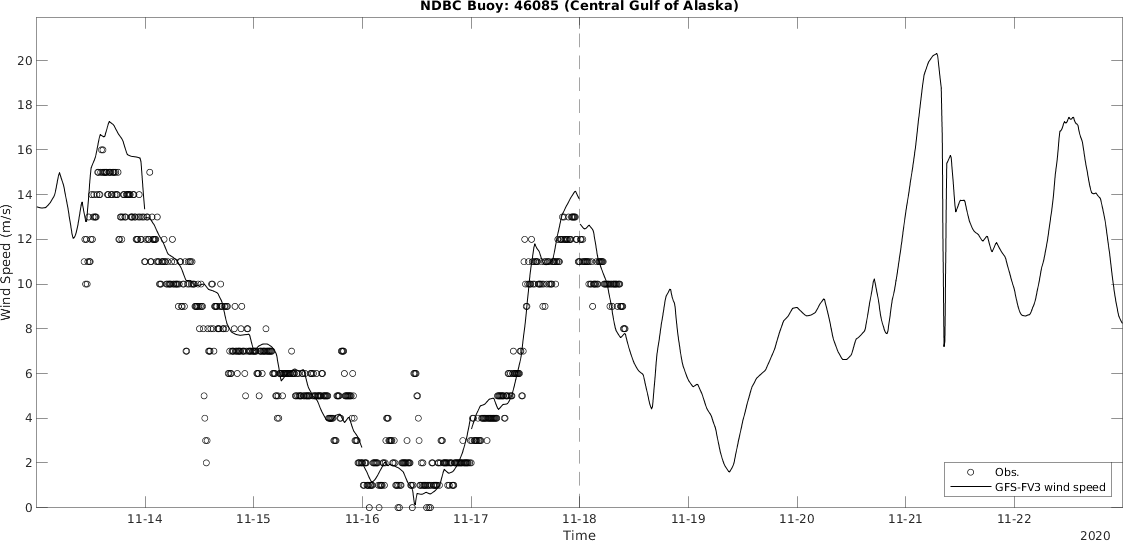 NDBC Buoy: 46085 (Central Gulf of Alaska)
Wind Speed (m/s)
20
18
16
14
12
10
8
6
4
2
0
Obs.
GFS-FV3 wind speed
11-14 11-15 11-16 11-17 11-18 11-19 11-20 11-21 11-22
Time
2020